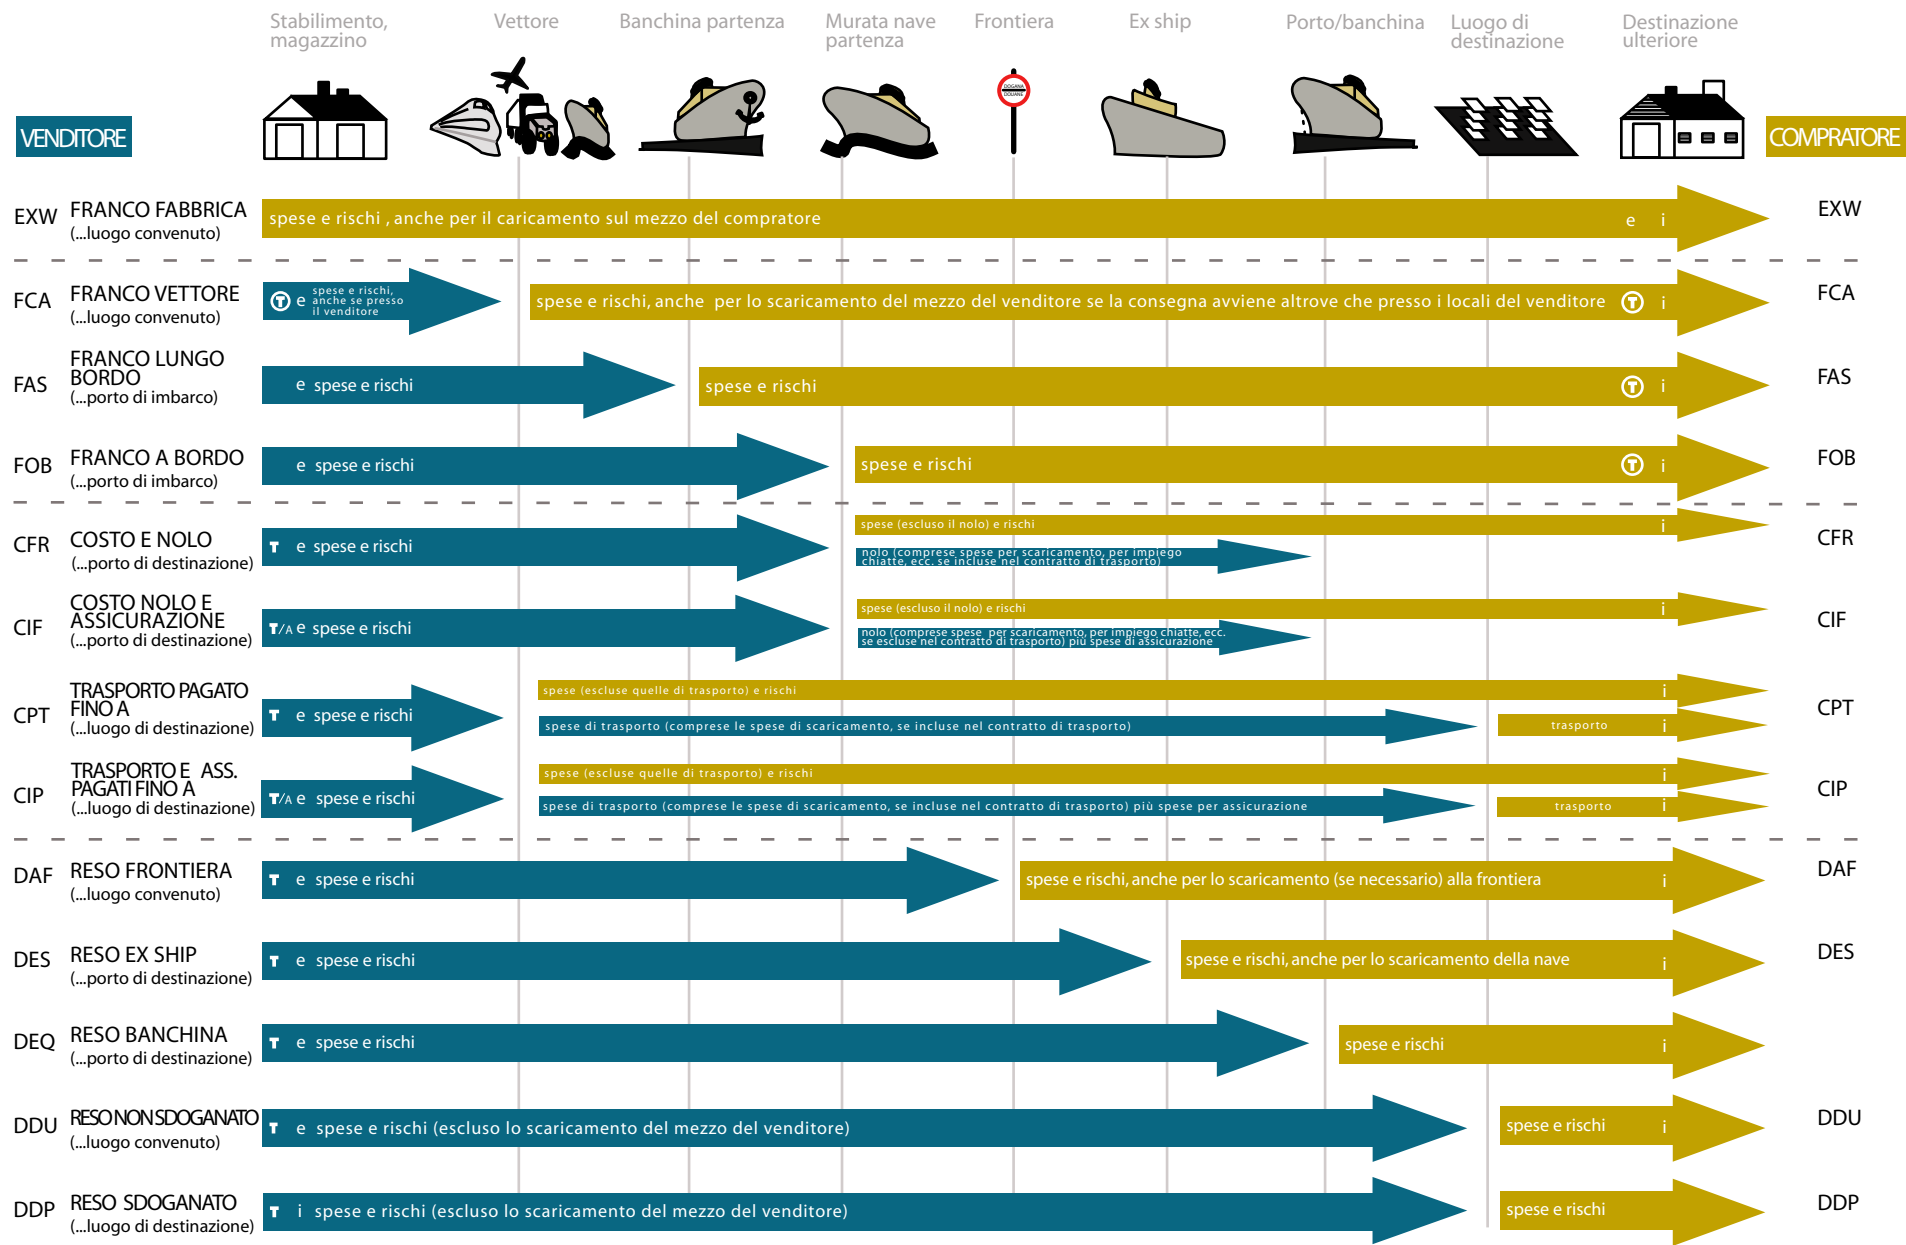 Stabilimento,
magazzino
Vettore
Banchina partenza
Murata nave
partenza
Frontiera
Ex ship
Porto/banchina
Luogo di
destinazione
Destinazione
ulteriore
DOGANA
DOUANE
VENDITORE
COMPRATORE
EXW FRANCO FABBRICA
(...luogo convenuto)
spese e rischi , anche per il caricamento sul mezzo del compratore
e i
EXW
FCA FRANCO VETTORE
(...luogo convenuto)
T e
spese e rischi,
anche se presso
il venditore
spese e rischi, anche per lo scaricamento del mezzo del venditore se la consegna avviene altrove che presso i locali del venditore
T i
FCA
FRANCO LUNGO
FAS BORDO
(...porto di imbarco)
e spese e rischi
spese e rischi
T i
FAS
FOB FRANCO A BORDO
(...porto di imbarco)
e spese e rischi
spese e rischi
T i
FOB
CFR COSTO E NOLO
(...porto di destinazione)
T e spese e rischi
spese (escluso il nolo) e rischi
i
nolo (comprese spese per scaricamento, per impiego
chiatte, ecc. se incluse nel contratto di trasporto)
CFR
COSTO NOLO E
CIF ASSICURAZIONE
(...porto di destinazione)
T/A e spese e rischi
spese (escluso il nolo) e rischi
i
nolo (comprese spese per scaricamento, per impiego chiatte, ecc.
se escluse nel contratto di trasporto) più spese di assicurazione
CIF
TRASPORTO PAGATO
CPT FINO A
(...luogo di destinazione)
T e spese e rischi
spese (escluse quelle di trasporto) e rischi
i
spese di trasporto (comprese le spese di scaricamento, se incluse nel contratto di trasporto)
trasporto i
CPT
TRASPORTO E ASS.
CIP PAGATI FINO A
(...luogo di destinazione)
T/A e spese e rischi
spese (escluse quelle di trasporto) e rischi
i
spese di trasporto (comprese le spese di scaricamento, se incluse nel contratto di trasporto) più spese per assicurazione
trasporto i
CIP
DAF RESO FRONTIERA
(...luogo convenuto)
T e spese e rischi
spese e rischi, anche per lo scaricamento (se necessario) alla frontiera
i
DAF
DES RESO EX SHIP
(...porto di destinazione)
T e spese e rischi
spese e rischi, anche per lo scaricamento della nave
i
DES
DEQ RESO BANCHINA
(...porto di destinazione)
T e spese e rischi
spese e rischi
i
DEQ
DDU RESO NON SDOGANATO
(...luogo convenuto)
T e spese e rischi (escluso lo scaricamento del mezzo del venditore)
spese e rischi
i
DDU
DDP RESO SDOGANATO
(...luogo di destinazione)
T i spese e rischi (escluso lo scaricamento del mezzo del venditore)
spese e rischi
DDP